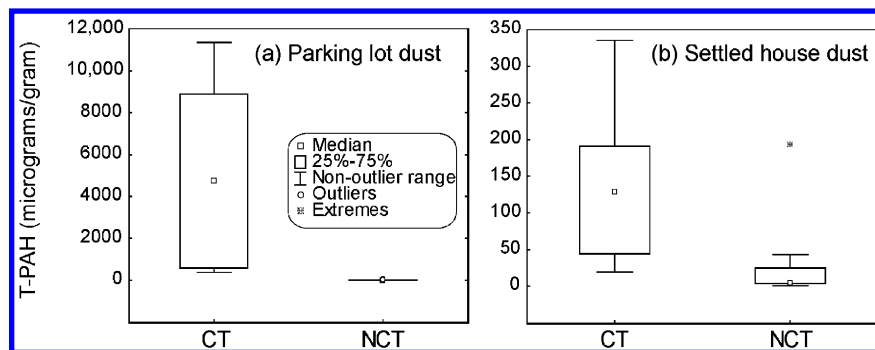 T-PAH (micrograms/gram)
12,000
10,000
8000
6000
4000
2000
0
(a) Parking lot dust
Median
25%-75%
Non-outlier range
Outliers
Extremes
CT NCT
350
300
250
200
150
100
50
0
(b) Settled house dust
CT NCT